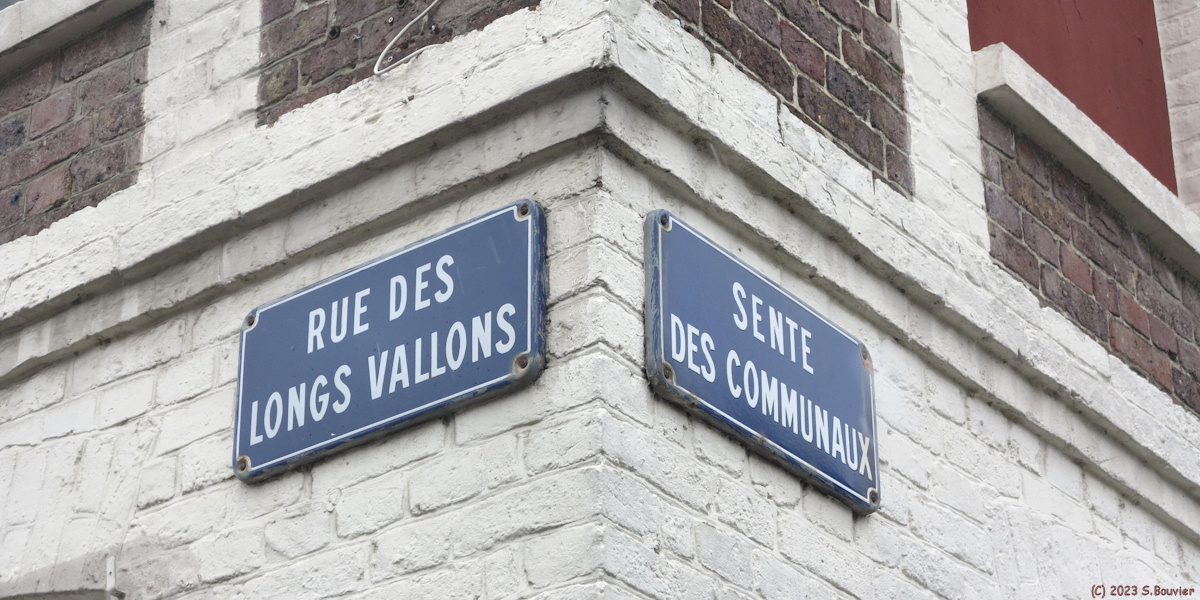 RUE DES
LONGS VALLONS
SENTE
DES COMMUNAUX
(C) 2023 S.Bouvier